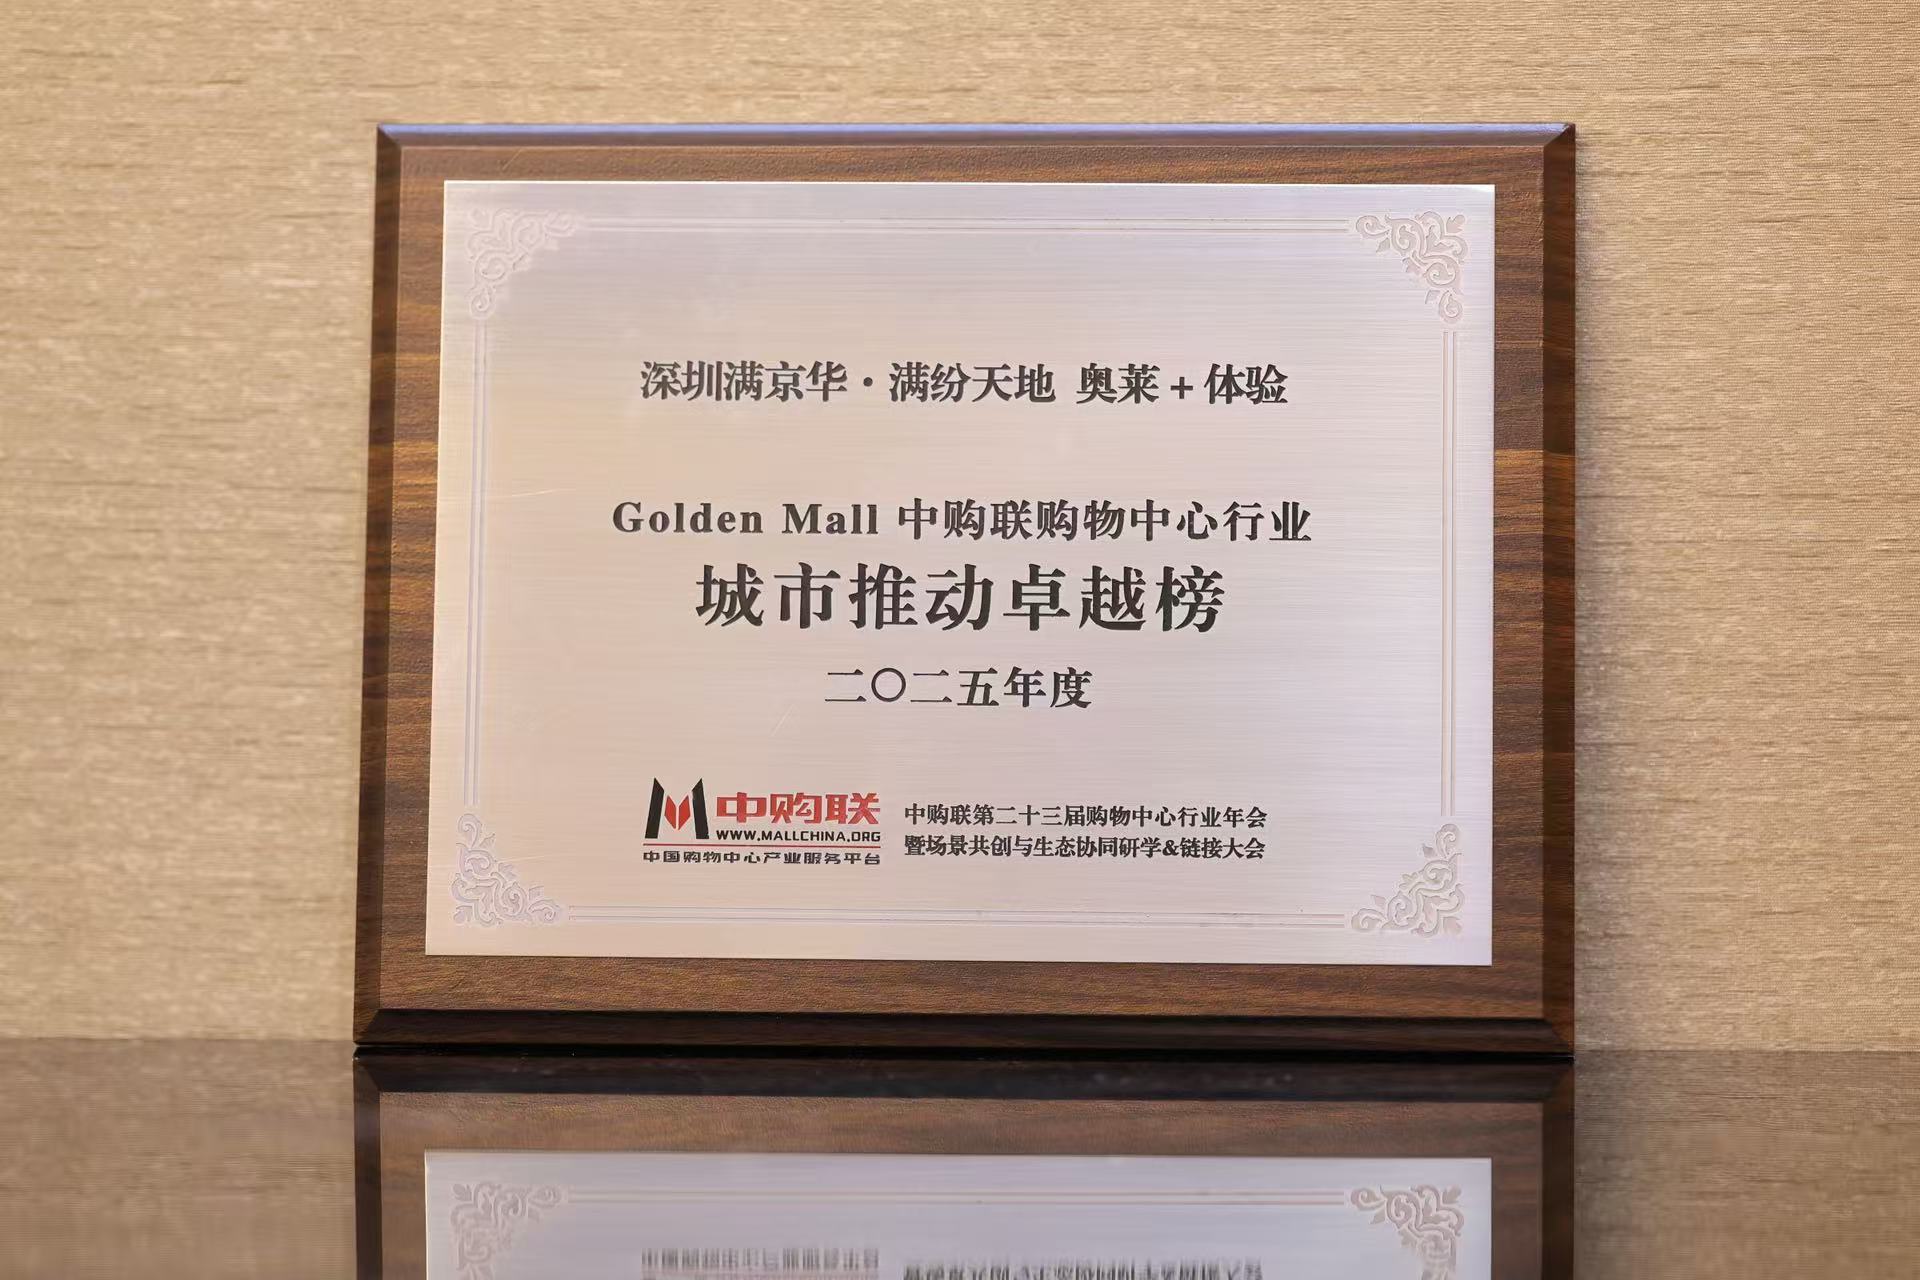 深圳满京华·满纷天地 奥莱+体验
Golden Mall 中购联购物中心行业
城市推动卓越榜
二〇二五年度
中购联
WWW.MALLCHINA.ORG
中国购物中心产业服务平台
中购联第二十三届购物中心行业年会
暨场景共创与生态协同研学&链接大会